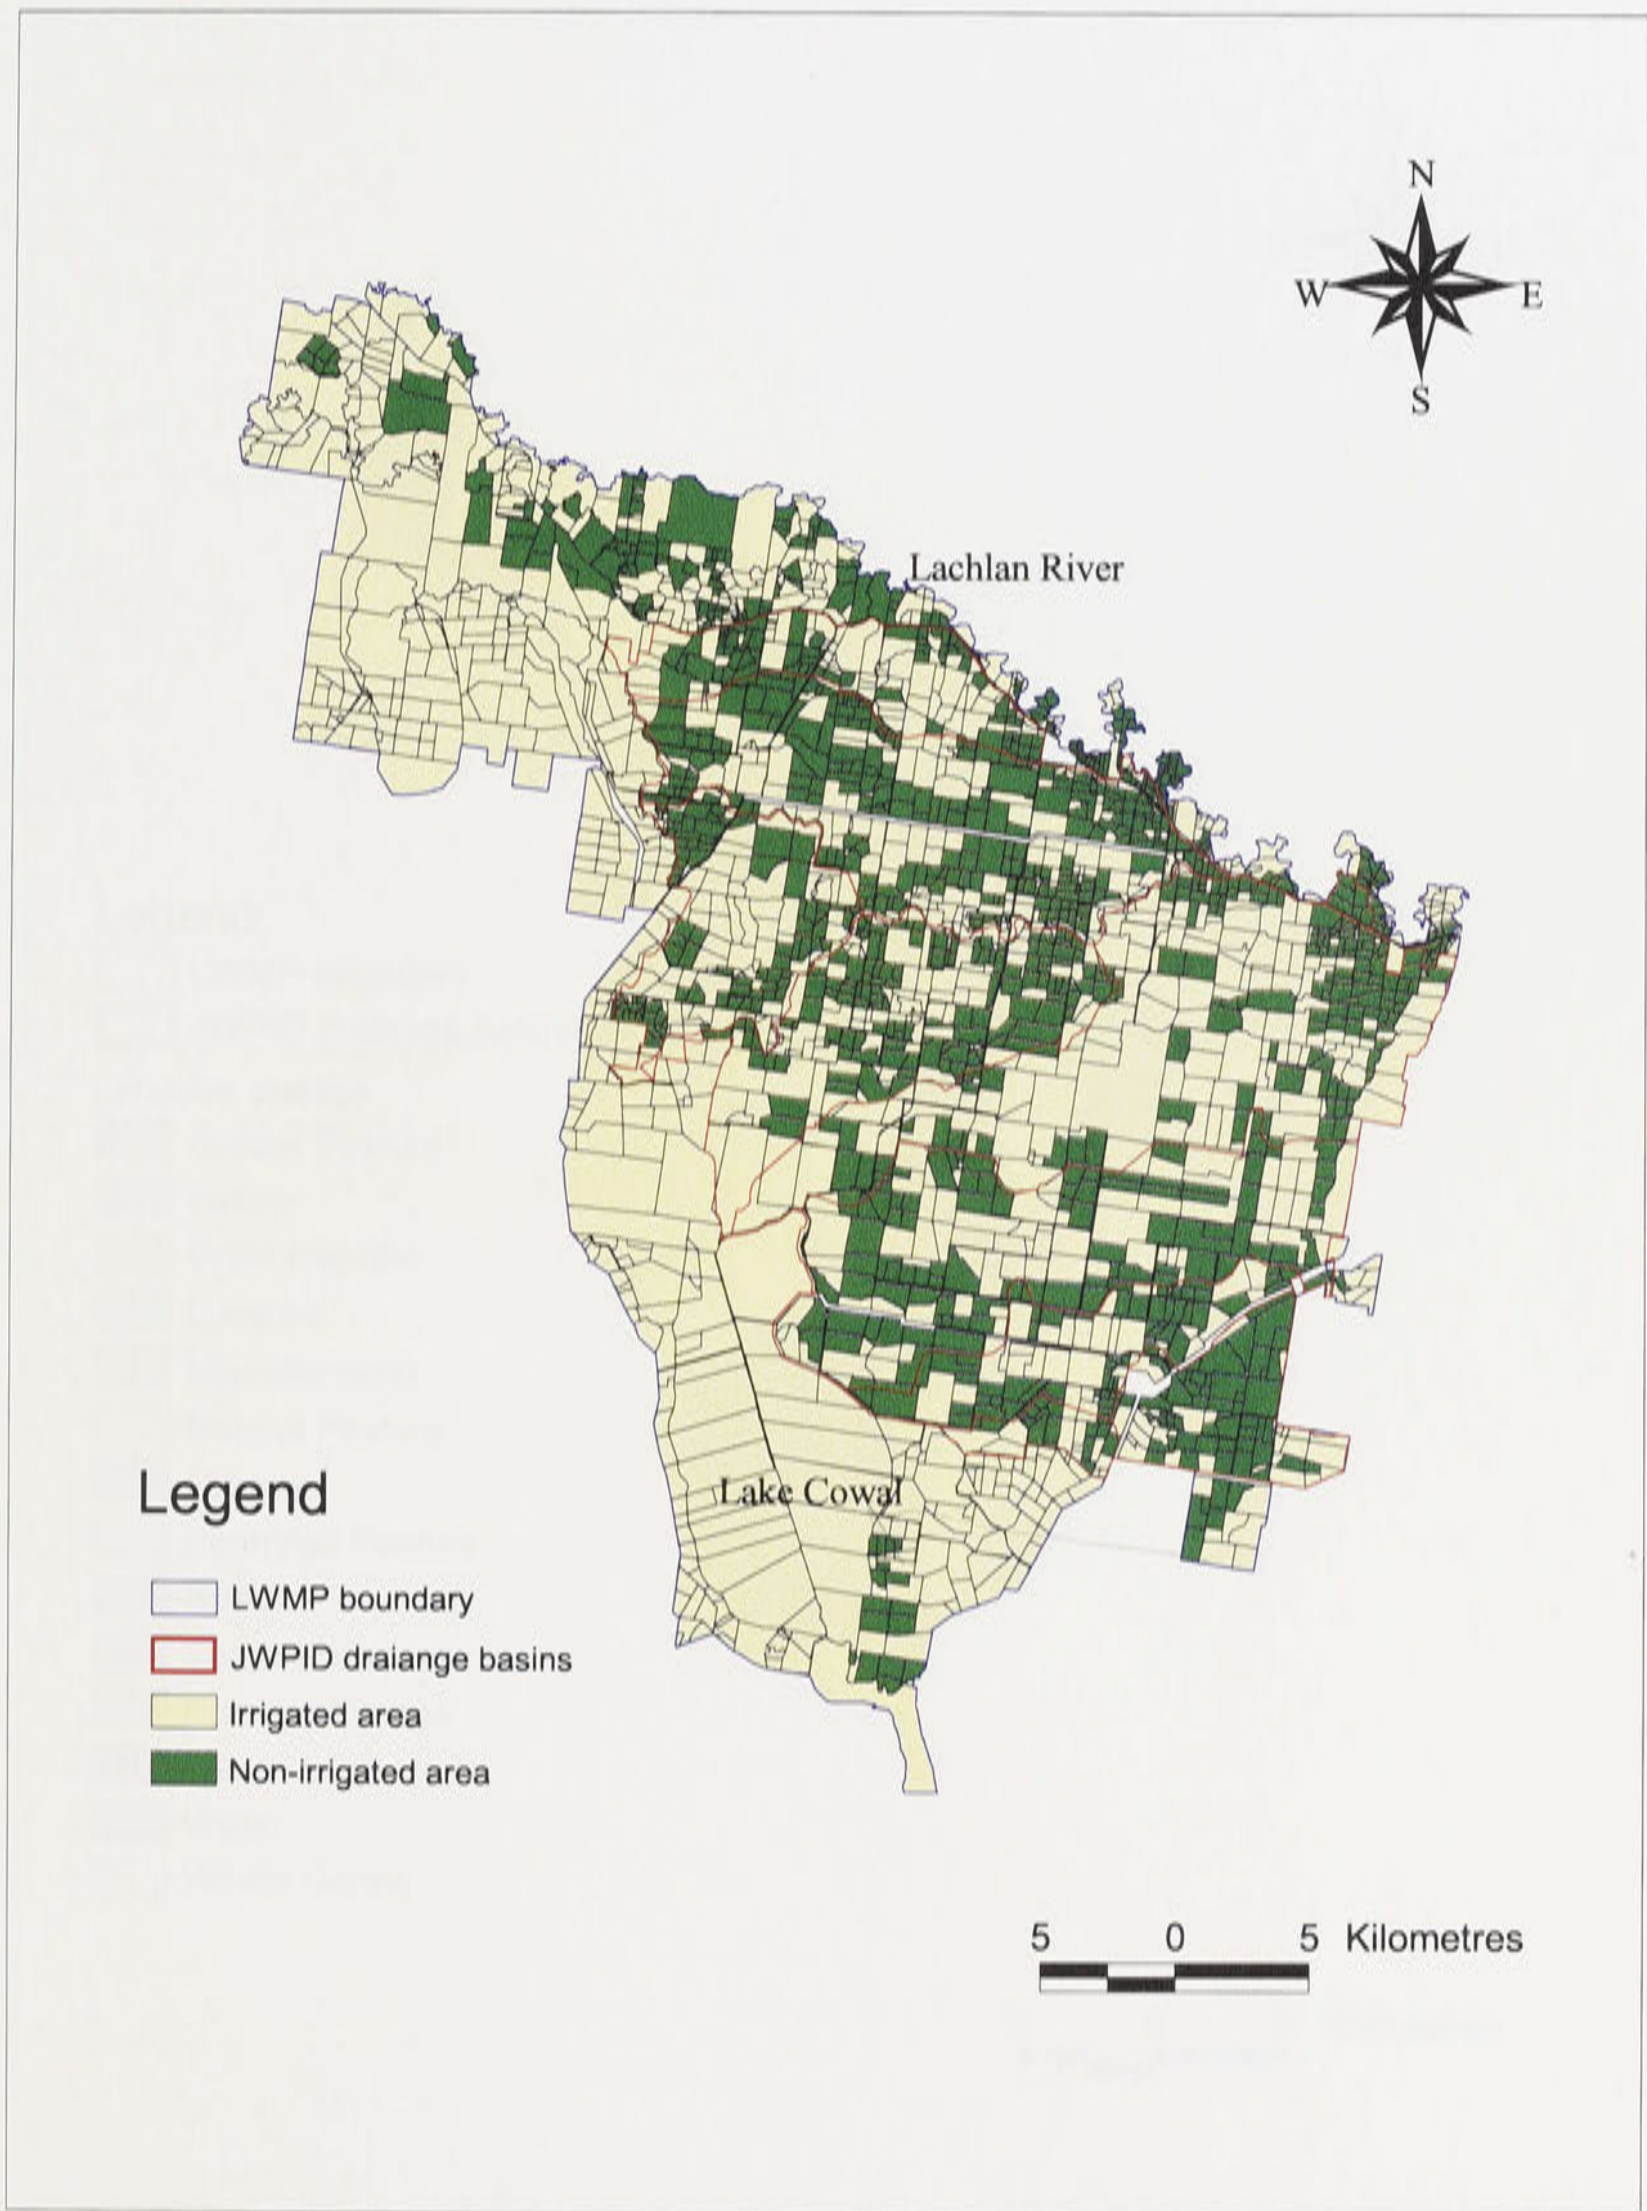 N
W E
S
Lachlan River
Lake Cowal
Legend
LWMP boundary
JWPID draiange basins
Irrigated area
Non-irrigated area
5 0 5 Kilometres